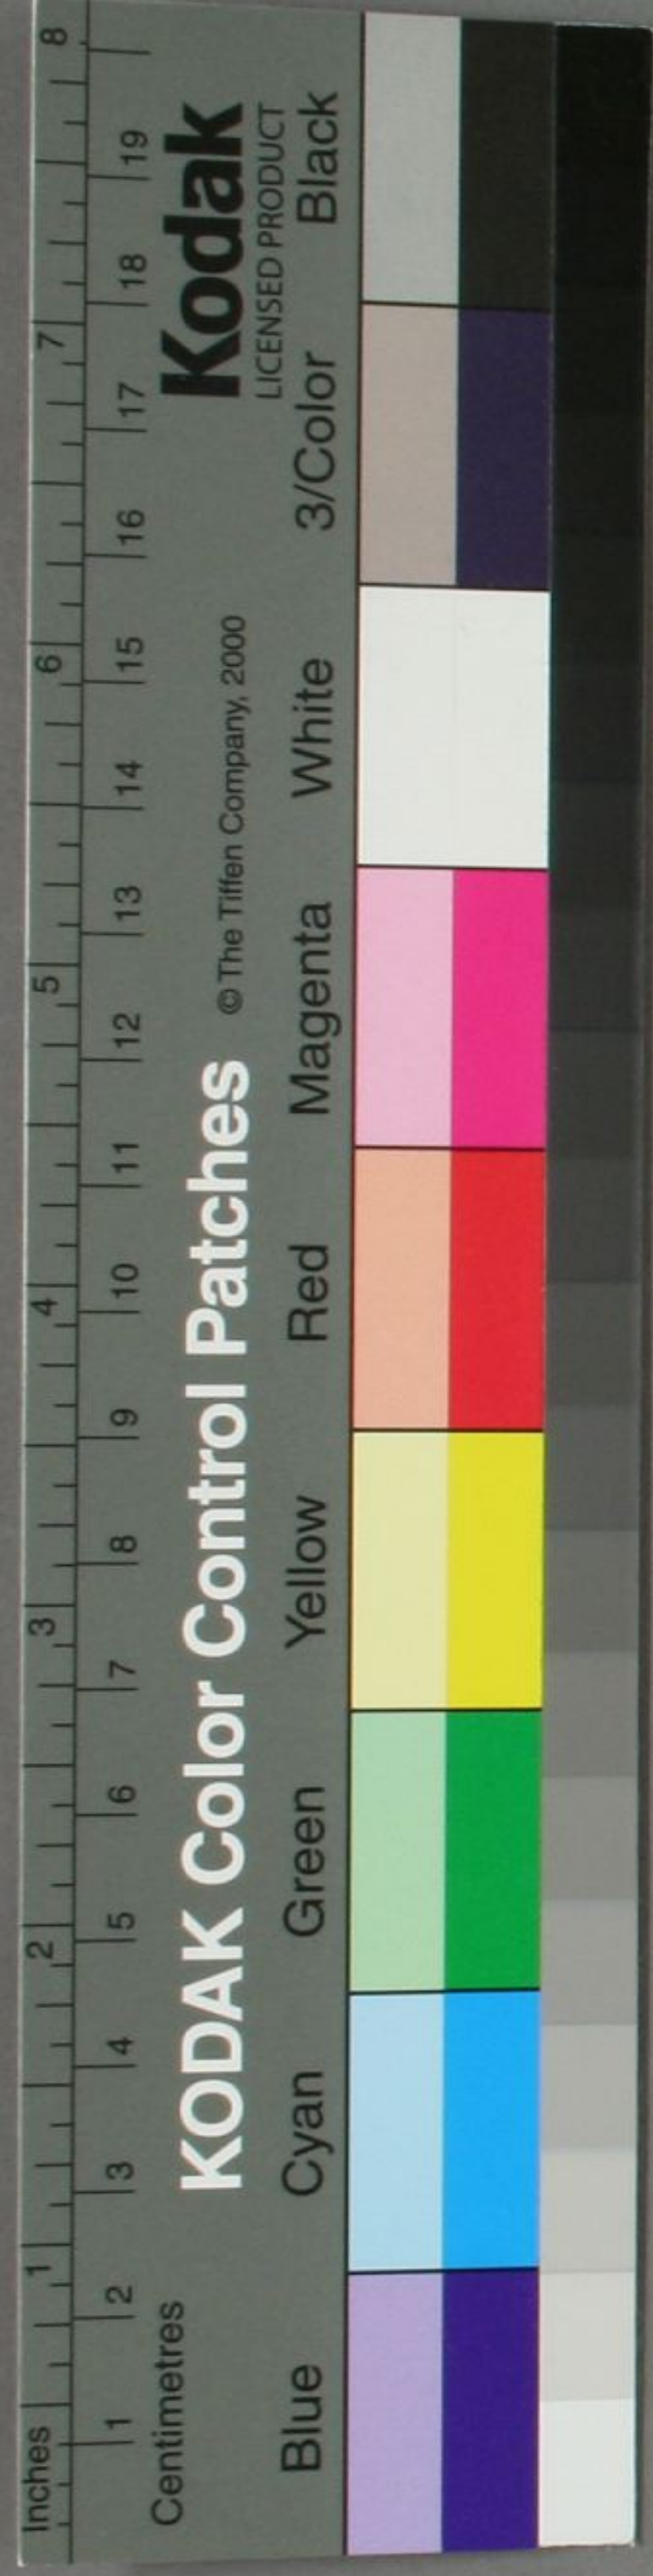 Inches 1 2 3 4 5 6 7 8
1 2 3 4 5 6 7 8 9 10 11 12 13 14 15 16 17 18 19
Centimetres
KODAK Color Control Patches © The Tiffen Company, 2000 Kodak
LICENSED PRODUCT
Blue Cyan Green Yellow Red Magenta White 3/Color Black